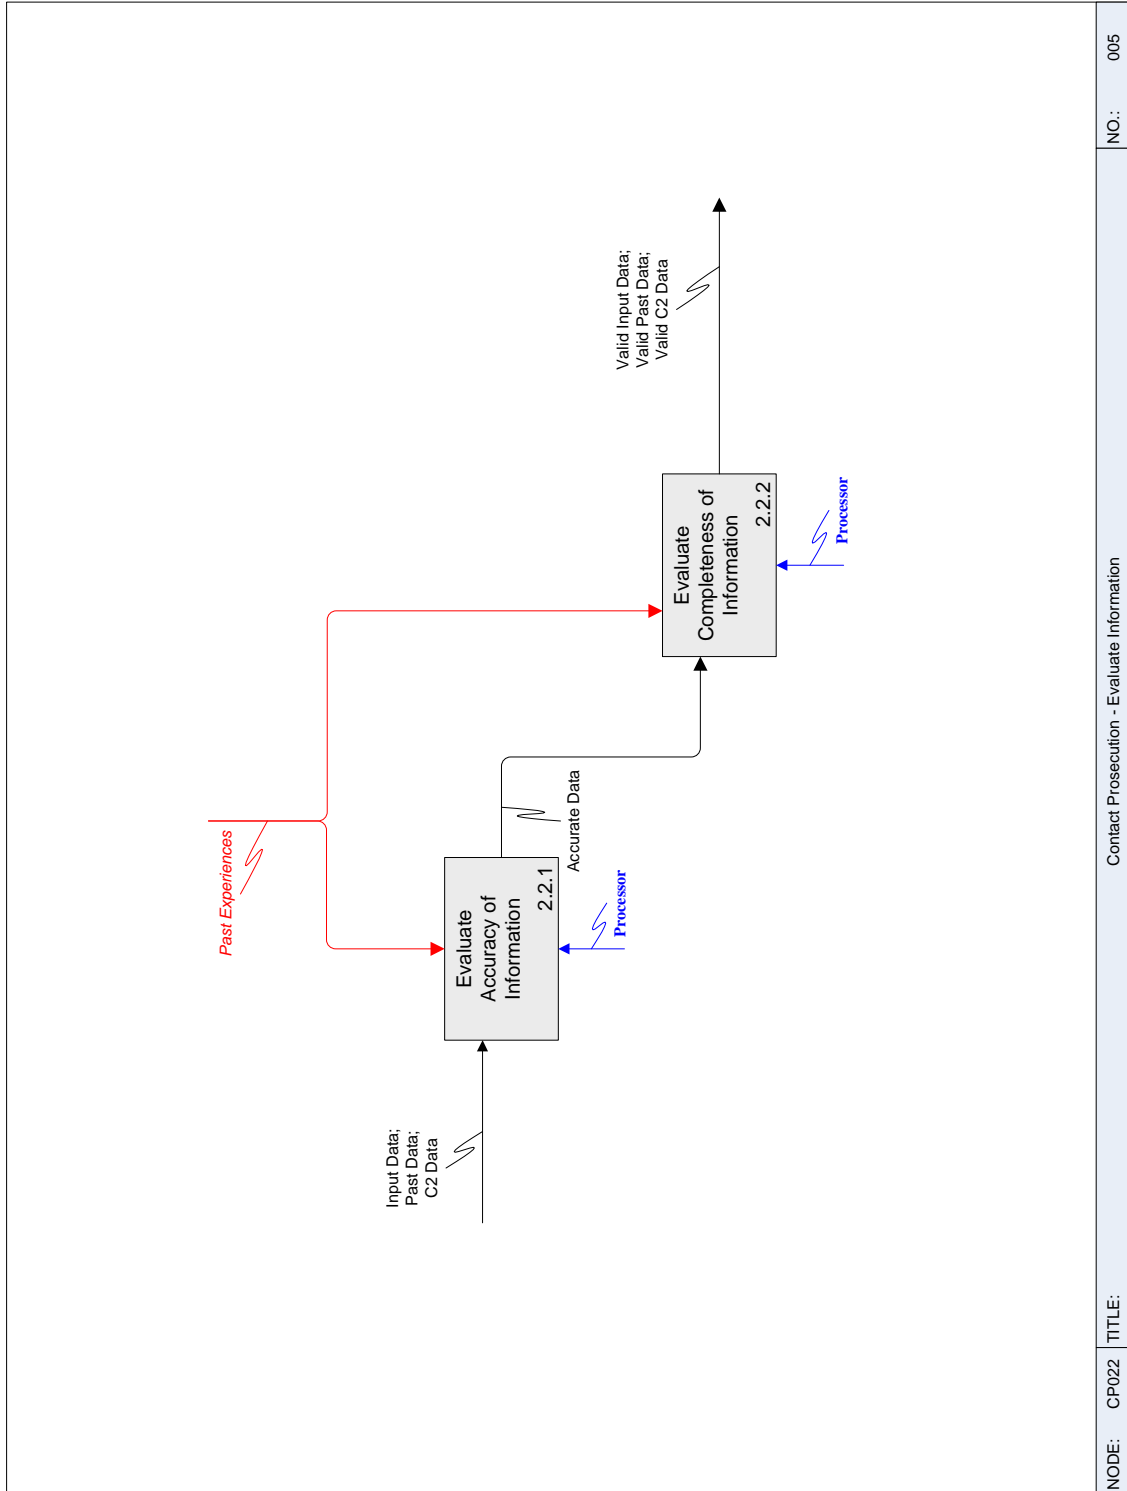 Past Experiences
Input Data;
Past Data;
C2 Data
Evaluate
Accuracy of
Information
2.2.1
Processor
Accurate Data
Evaluate
Completeness of
Information
2.2.2
Processor
Valid Input Data;
Valid Past Data;
Valid C2 Data
NODE: CP022 TITLE: Contact Prosecution - Evaluate Information NO.: 005